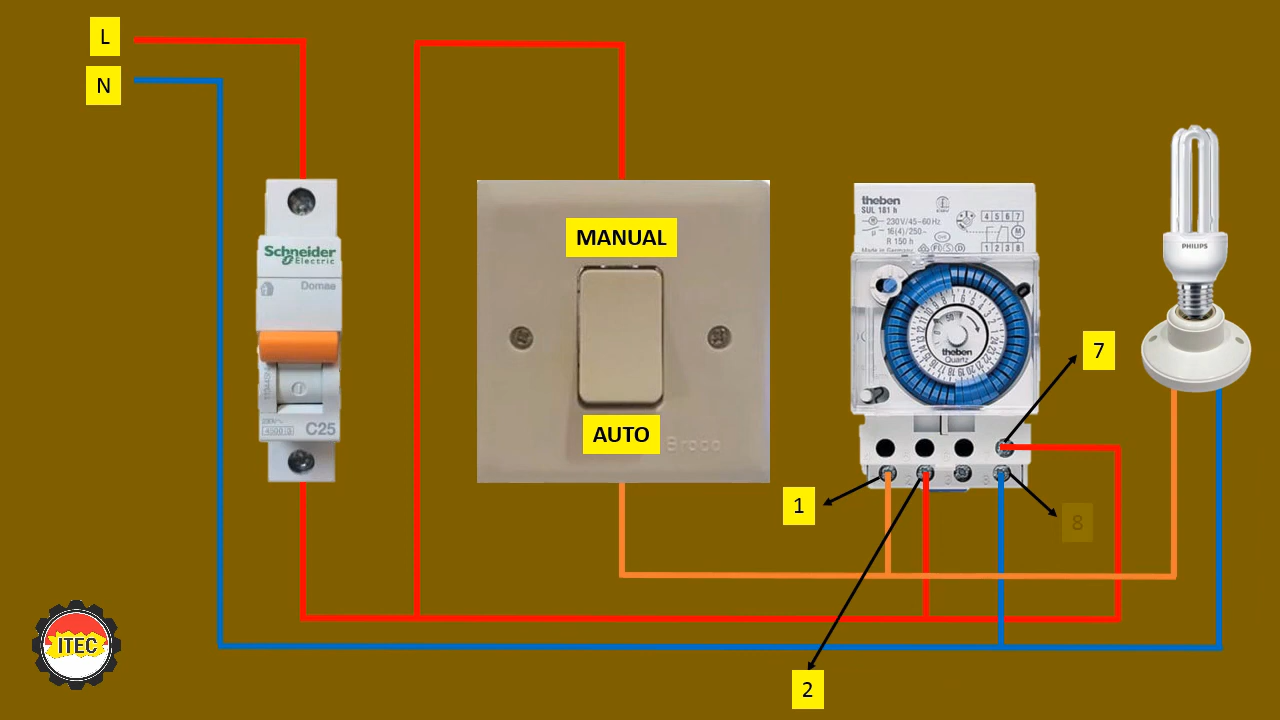 L
N
Schneider
Electric
Domae
C25
MANUAL
AUTO
Broco
theben
SUL 181 h
230V/45-60Hz
16(4)/250~
R 150 h
Made in Germany
4 5 6 7
M
1 2 3 8
theben
Quartz
PHILIPS
7
1
8
2
ITEC